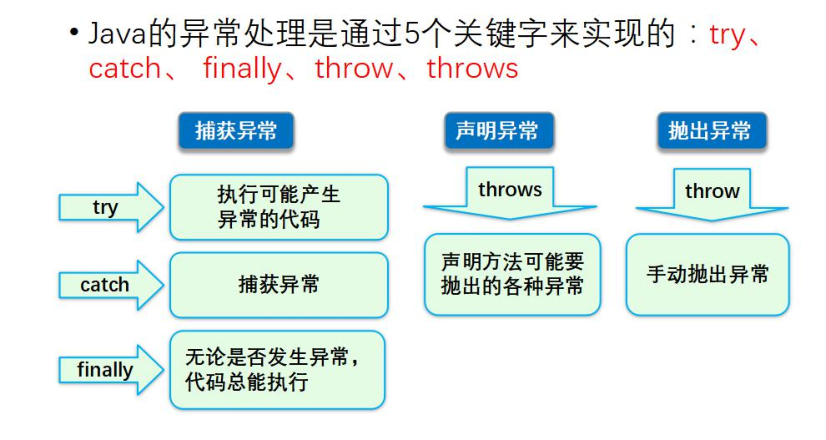 • Java的异常处理是通过5个关键字来实现的：try、
catch、 finally、throw、throws
捕获异常
try
执行可能产生
异常的代码
catch
捕获异常
finally
无论是否发生异常，
代码总能执行
声明异常
throws
声明方法可能要
抛出的各种异常
抛出异常
throw
手动抛出异常